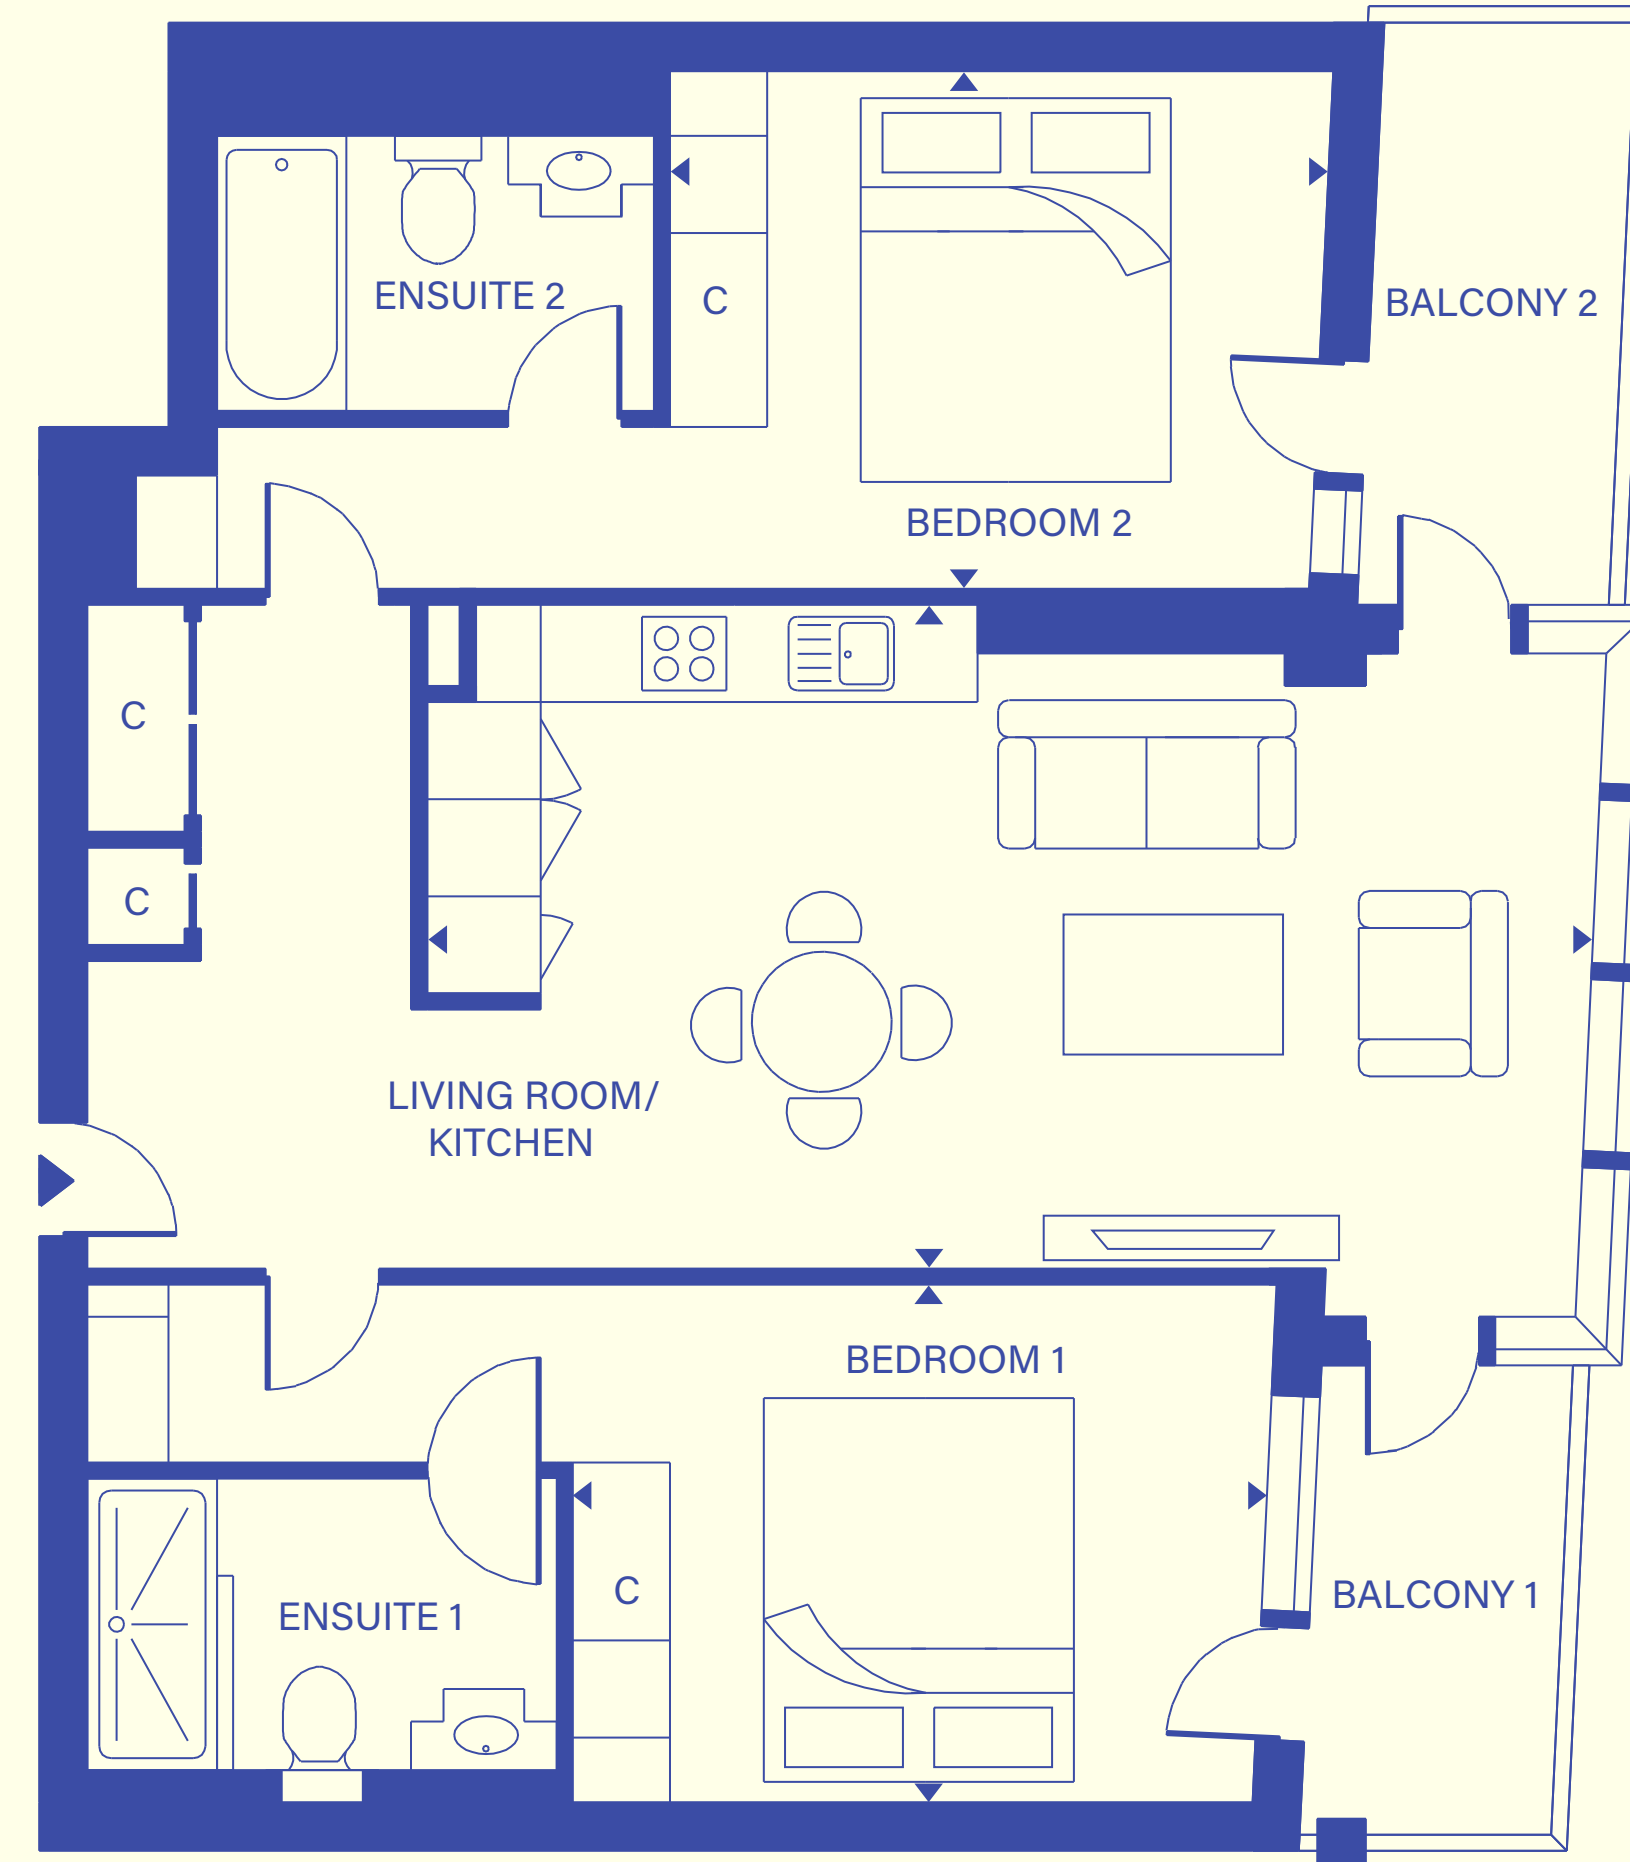 ENSUITE 2
C
BALCONY 2
BEDROOM 2
C
C
LIVING ROOM/
KITCHEN
BEDROOM 1
C
BALCONY 1
ENSUITE 1